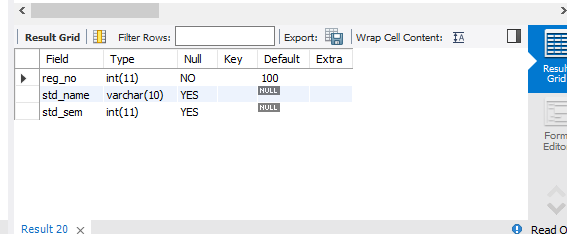 Result Grid Filter Rows: Export: Wrap Cell Content: IA
Field Type Null Key Default Extra
reg_no int(11) NO 100
std_name varchar(10) YES NULL
std_sem int(11) YES NULL
Result
Grid
Form
Editor
Result 20 Read O